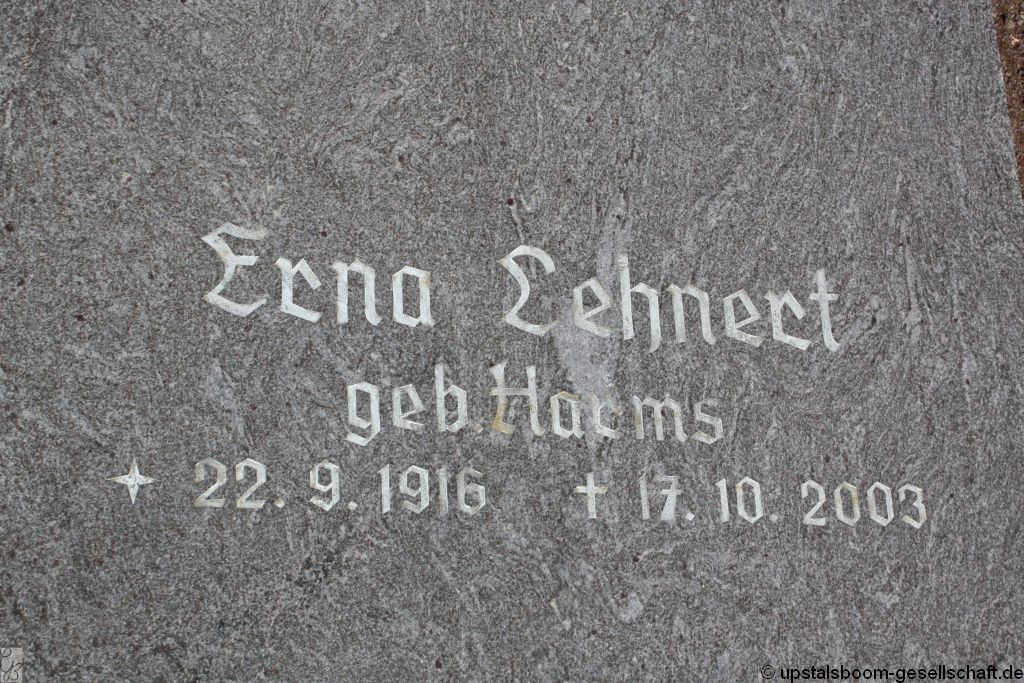 Erna Lehnert
geb. Harms
22. 9. 1916 † 17. 10. 2003
© upstalsboom-gesellschaft.de